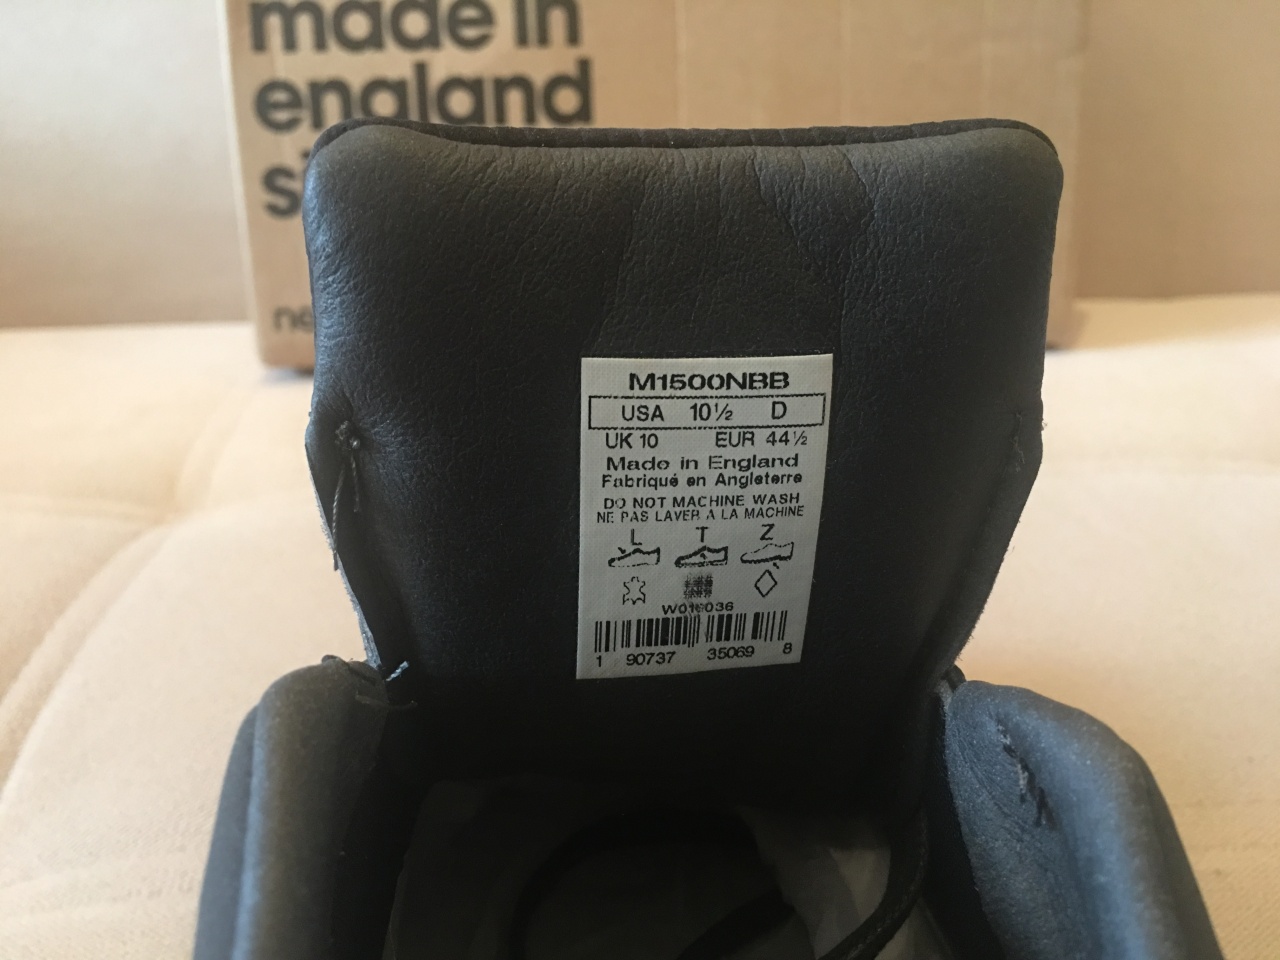 made in
england
M1500NBB
USA 10½ D
UK 10 EUR 44½
Made in England
Fabriqué en Angleterre
DO NOT MACHINE WASH
NE PAS LAVER A LA MACHINE
L T Z
W016036
1 90737 35069 8